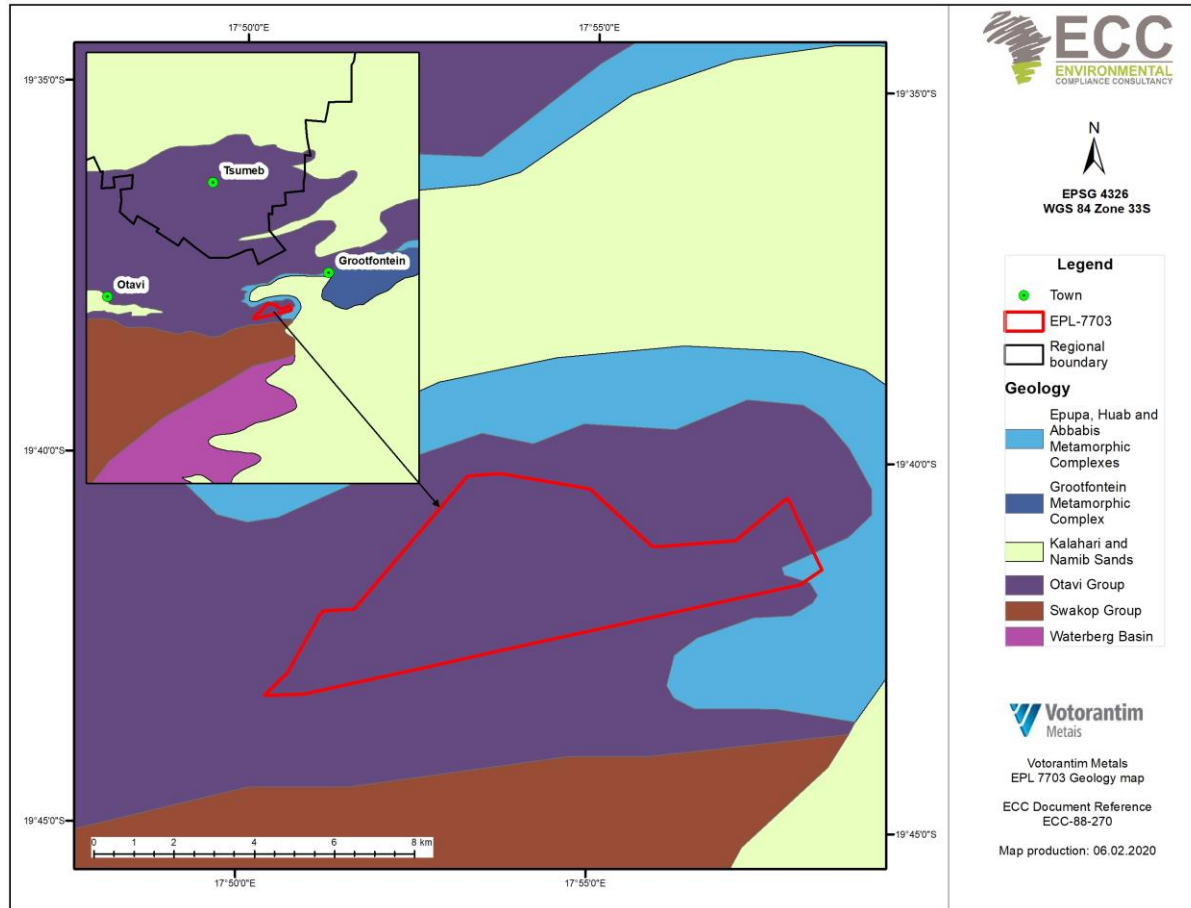 17°50'0"E
17°55'0"E
19°35'0"S
19°35'0"S
19°40'0"S
19°40'0"S
19°45'0"S
19°45'0"S
17°50'0"E
17°55'0"E
Tsumeb
Grootfontein
Otavi
0 1 2 4 6 8 km
ECC
ENVIRONMENTAL
COMPLIANCE CONSULTANCY
N
EPSG 4326
WGS 84 Zone 33S
Legend
Town
EPL-7703
Regional
boundary
Geology
Epupa, Huab and
Abbabis
Metamorphic
Complexes
Grootfontein
Metamorphic
Complex
Kalahari and
Namib Sands
Otavi Group
Swakop Group
Waterberg Basin
Votorantim
Metais
Votorantim Metals
EPL 7703 Geology map
ECC Document Reference
ECC-88-270
Map production: 06.02.2020